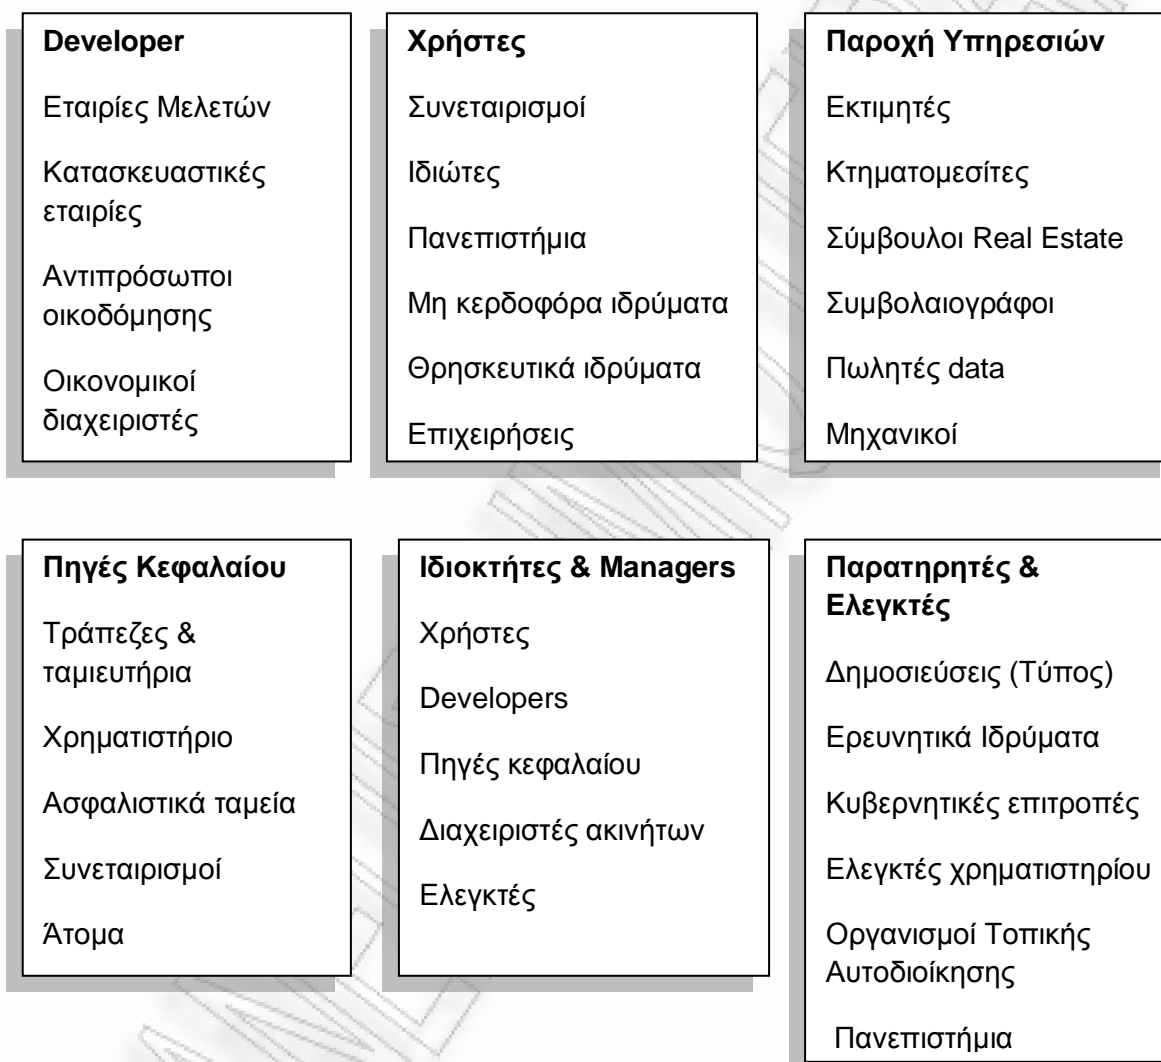 Developer
Εταιρίες Μελετών
Κατασκευαστικές
εταιρίες
Αντιπρόσωποι
οικοδόμησης
Οικονομικοί
διαχειριστές
Χρήστες
Συνεταιρισμοί
Ιδιώτες
Πανεπιστήμια
Μη κερδοφόρα ιδρύματα
Θρησκευτικά ιδρύματα
Επιχειρήσεις
Παροχή Υπηρεσιών
Εκτιμητές
Κτηματομεσίτες
Σύμβουλοι Real Estate
Συμβολαιογράφοι
Πωλητές data
Μηχανικοί
Πηγές Κεφαλαίου
Τράπεζες &
ταμιευτήρια
Χρηματιστήριο
Ασφαλιστικά ταμεία
Συνεταιρισμοί
Άτομα
Ιδιοκτήτες & Managers
Χρήστες
Developers
Πηγές κεφαλαίου
Διαχειριστές ακινήτων
Ελεγκτές
Παρατηρητές &
Ελεγκτές
Δημοσιεύσεις (Τύπος)
Ερευνητικά Ιδρύματα
Κυβερνητικές επιτροπές
Ελεγκτές χρηματιστηρίου
Οργανισμοί Τοπικής
Αυτοδιοίκησης
Πανεπιστήμια